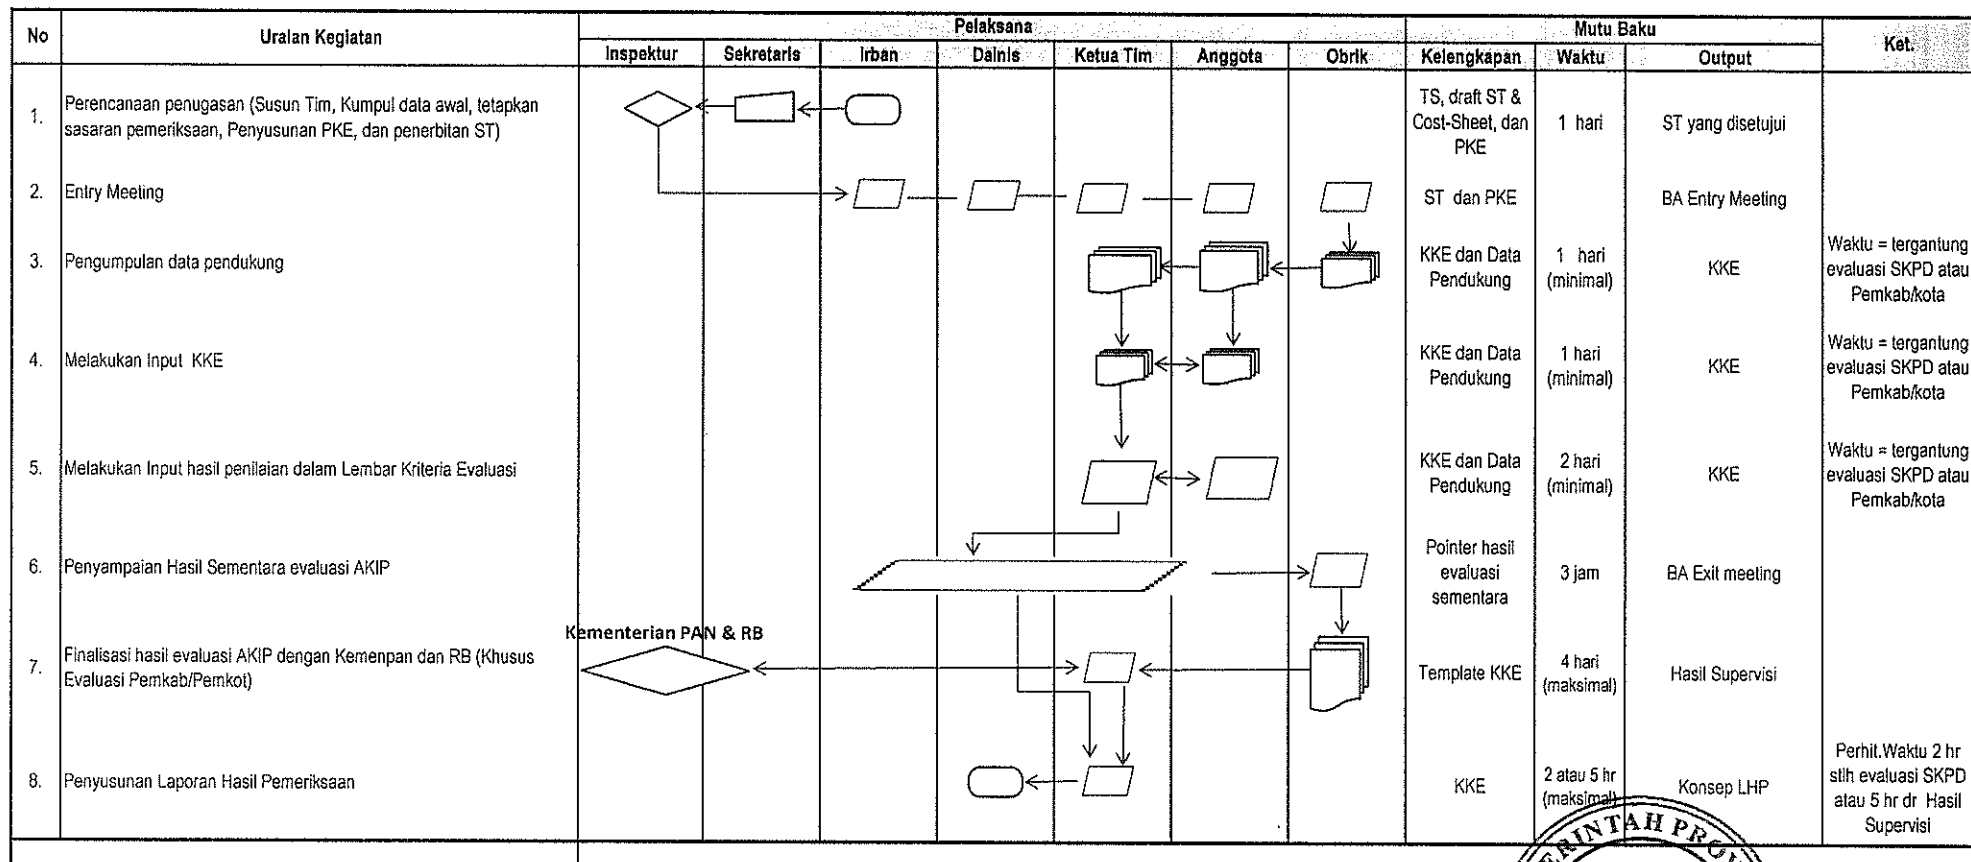 No Uraian Kegiatan Pelaksana Mutu Baku Ket.
Inspektur Sekretaris Irban Dalnis Ketua Tim Anggota Obrik Kelengkapan Waktu Output
1. Perencanaan penugasan (Susun Tim, Kumpul data awal, tetapkan
sasaran pemeriksaan, Penyusunan PKE, dan penerbitan ST)
TS, draft ST &
Cost-Sheet, dan
PKE
1 hari
ST yang disetujui
2. Entry Meeting
ST dan PKE
BA Entry Meeting
3. Pengumpulan data pendukung
KKE dan Data
Pendukung
1 hari
(minimal)
KKE
Waktu = tergantung
evaluasi SKPD atau
Pemkab/kota
4. Melakukan Input KKE
KKE dan Data
Pendukung
1 hari
(minimal)
KKE
Waktu = tergantung
evaluasi SKPD atau
Pemkab/kota
5. Melakukan Input hasil penilaian dalam Lembar Kriteria Evaluasi
KKE dan Data
Pendukung
2 hari
(minimal)
KKE
Waktu = tergantung
evaluasi SKPD atau
Pemkab/kota
6. Penyampaian Hasil Sementara evaluasi AKIP
Pointer hasil
evaluasi
sementara
3 jam
BA Exit meeting
Kementerian PAN & RB
7. Finalisasi hasil evaluasi AKIP dengan Kemenpan dan RB (Khusus
Evaluasi Pemkab/Pemkot)
Template KKE
4 hari
(maksimal)
Hasil Supervisi
8. Penyusunan Laporan Hasil Pemeriksaan
KKE
2 atau 5 hr
(maksimal)
Konsep LHP
Perhit.Waktu 2 hr
stlh evaluasi SKPD
atau 5 hr dr Hasil
Supervisi